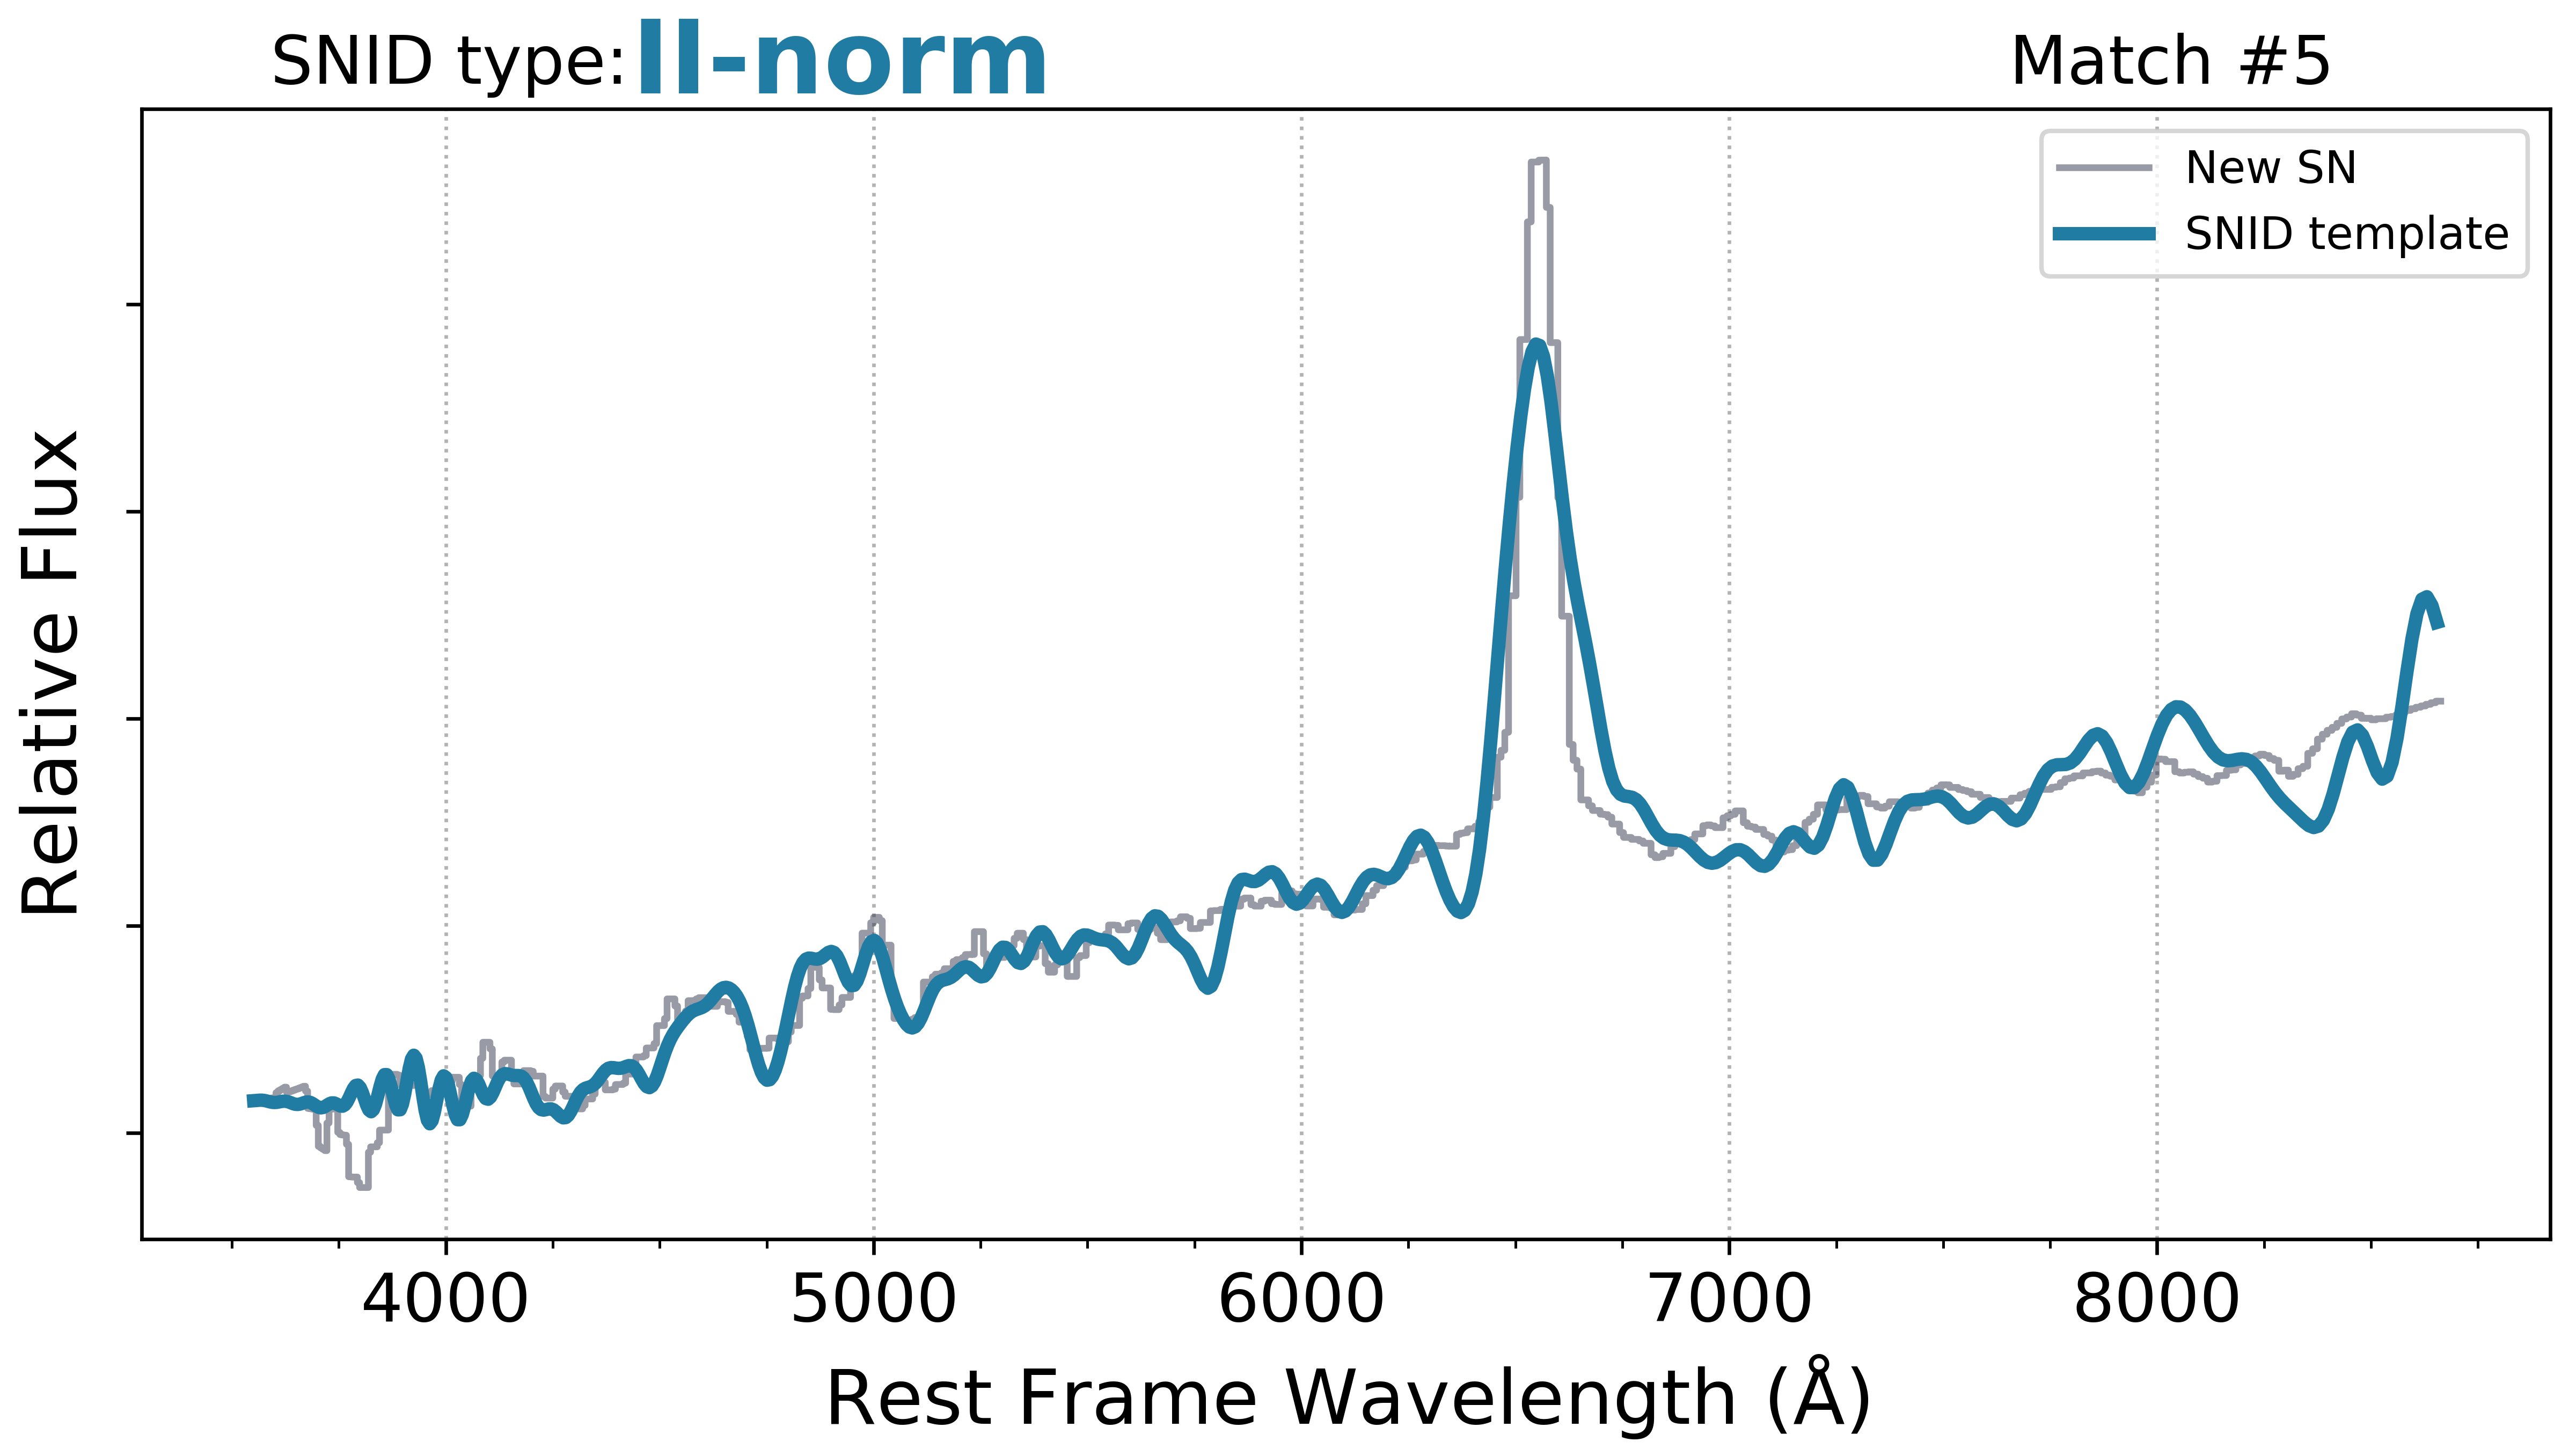 SNID type: II-norm
Match #5
New SN
SNID template
Relative Flux
4000 5000 6000 7000 8000
Rest Frame Wavelength (Å)